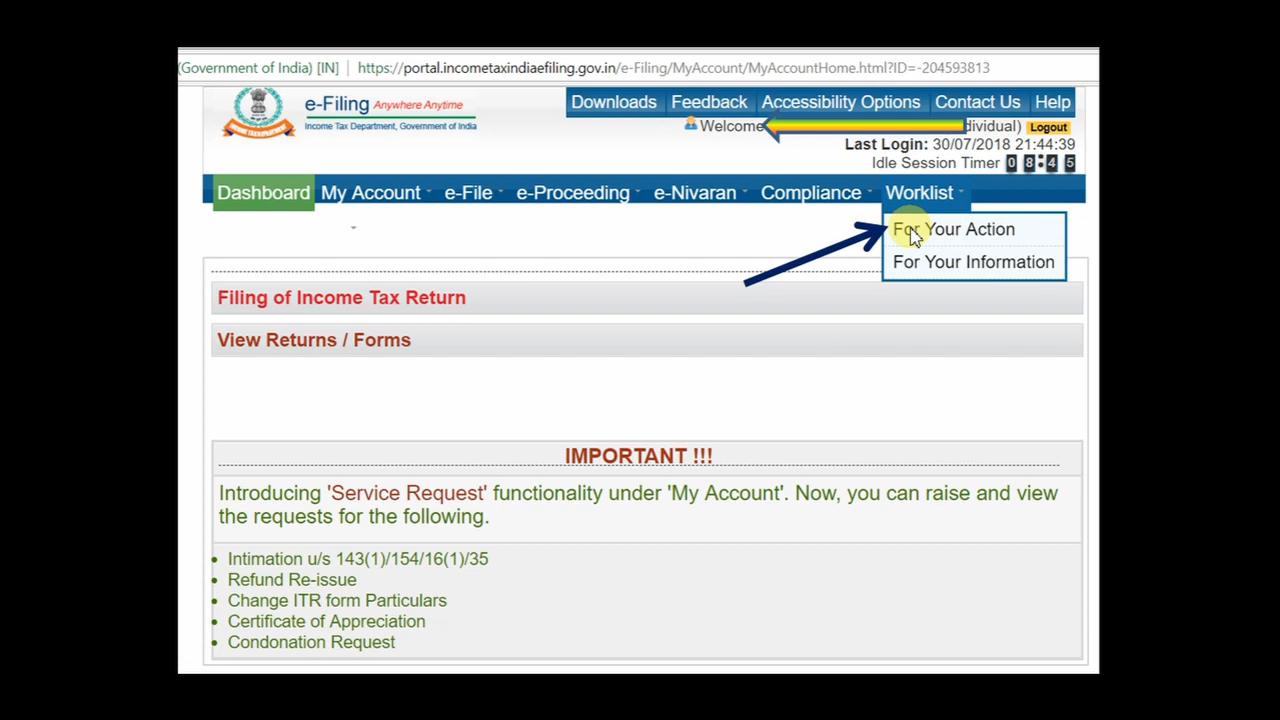 (Government of India) [IN] https://portal.incometaxindiaefiling.gov.in/e-Filing/MyAccount/MyAccountHome.html?ID=-204593813
e-Filing Anywhere Anytime
Income Tax Department, Government of India
Downloads Feedback Accessibility Options Contact Us Help
Welcome dividual) Logout
Last Login: 30/07/2018 21:44:39
Idle Session Timer 08:45
Dashboard My Account e-File e-Proceeding e-Nivaran Compliance Worklist
For Your Action
For Your Information
Filing of Income Tax Return
View Returns / Forms
IMPORTANT !!!
Introducing 'Service Request' functionality under 'My Account'. Now, you can raise and view
the requests for the following.
Intimation u/s 143(1)/154/16(1)/35
Refund Re-issue
Change ITR form Particulars
Certificate of Appreciation
Condonation Request